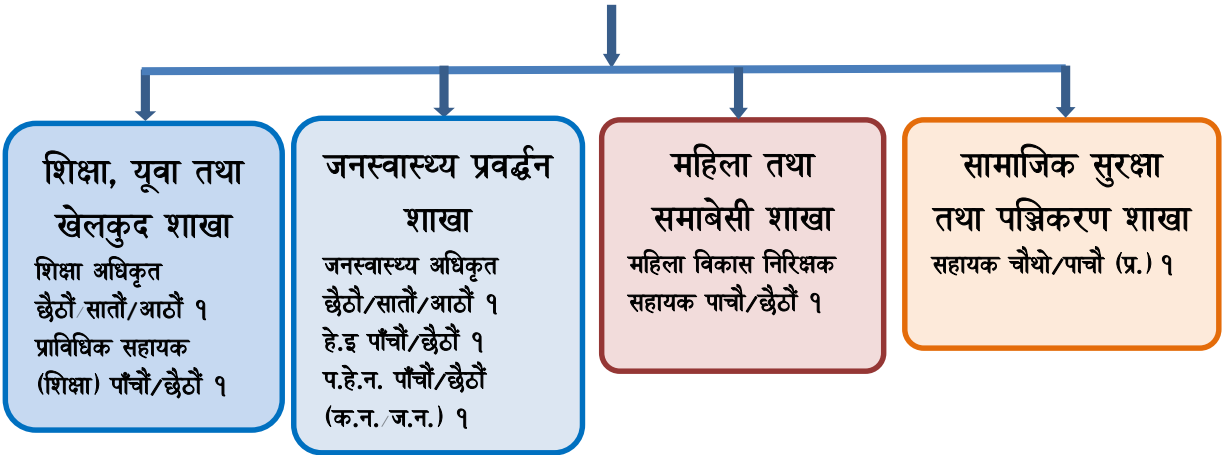 शिक्षा, यूवा तथा
खेलकुद शाखा
शिक्षा अधिकृत
छैठौं/सातौं/आठौं १
प्राविधिक सहायक
(शिक्षा) पाँचौं/छैठौं १
जनस्वास्थ्य प्रवर्द्धन
शाखा
जनस्वास्थ्य अधिकृत
छैठौ/सातौं/आठौं १
हे.इ पाँचौं/छैठौं १
प.हे.न. पाँचौं/छैठौं
(क.न./ज.न.) १
महिला तथा
समाबेसी शाखा
महिला विकास निरिक्षक
सहायक पाचौ/छैठौं १
सामाजिक सुरक्षा
तथा पञ्जिकरण शाखा
सहायक चौथो/पाचौ (प्र.) १